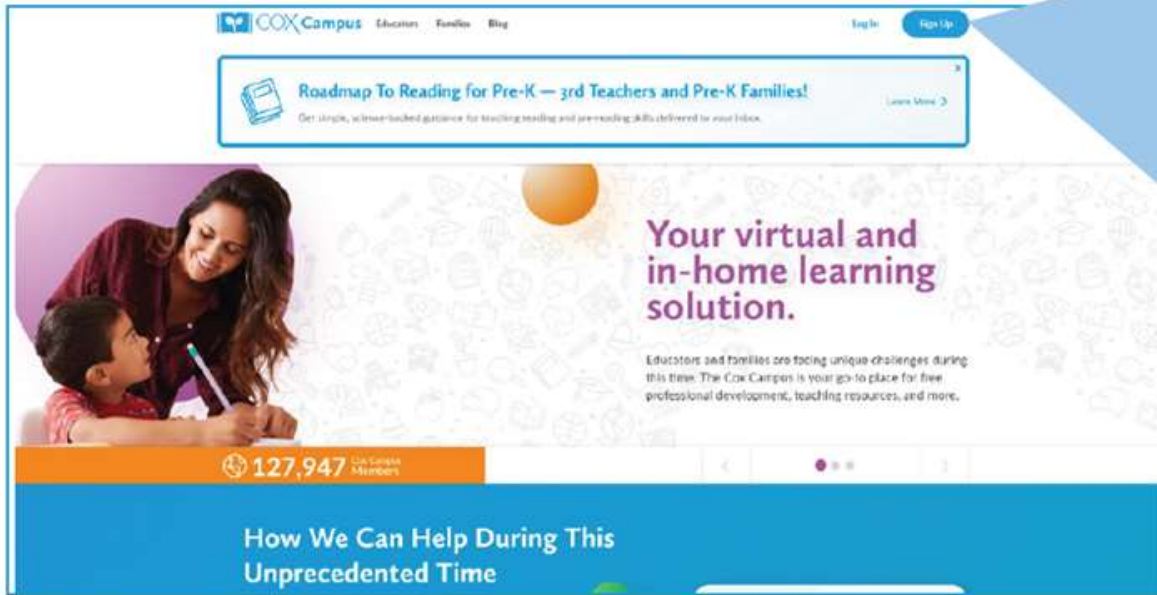 COX Campus Educators Families Blog Log In Sign Up
Roadmap To Reading for Pre-K — 3rd Teachers and Pre-K Families!
Get simple, science-backed guidance for teaching reading and pre-reading skills delivered to your inbox.
Learn More
Your virtual and
in-home learning
solution.
Educators and families are facing unique challenges during
this time. The Cox Campus is your go-to place for free
professional development, teaching resources, and more.
127,947 Cox Campus
Members
How We Can Help During This
Unprecedented Time